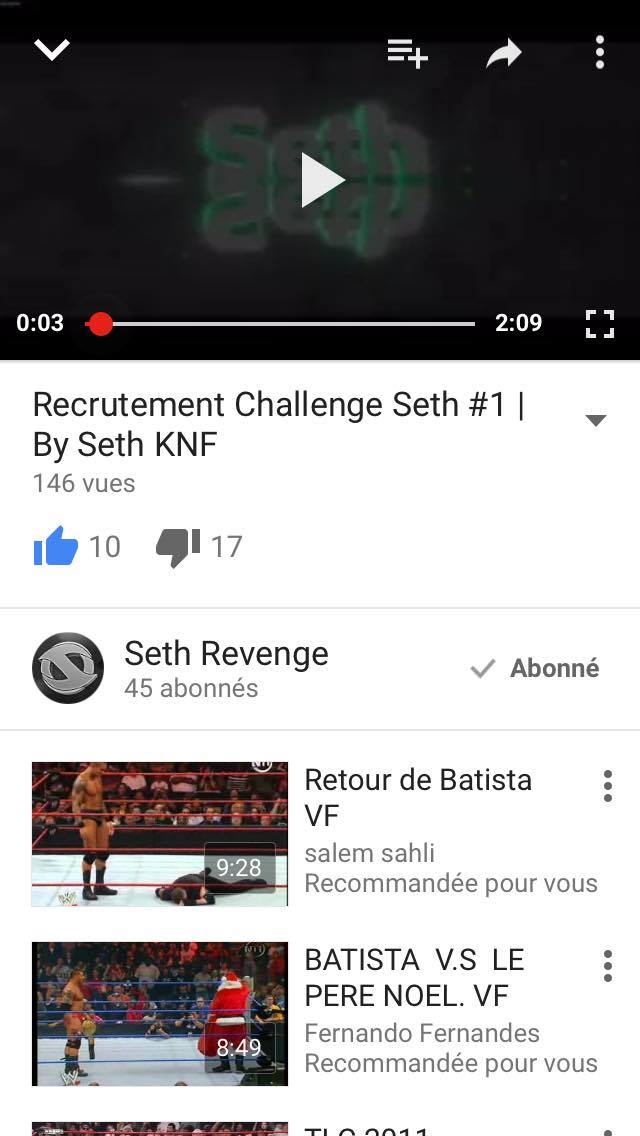 Seth
0:03
2:09
Recrutement Challenge Seth #1 |
By Seth KNF
146 vues
10
17
Seth Revenge
45 abonnés
Abonné
9:28
Retour de Batista
VF
salem sahli
Recommandée pour vous
8:49
BATISTA V.S LE
PERE NOEL. VF
Fernando Fernandes
Recommandée pour vous
TLC 2011